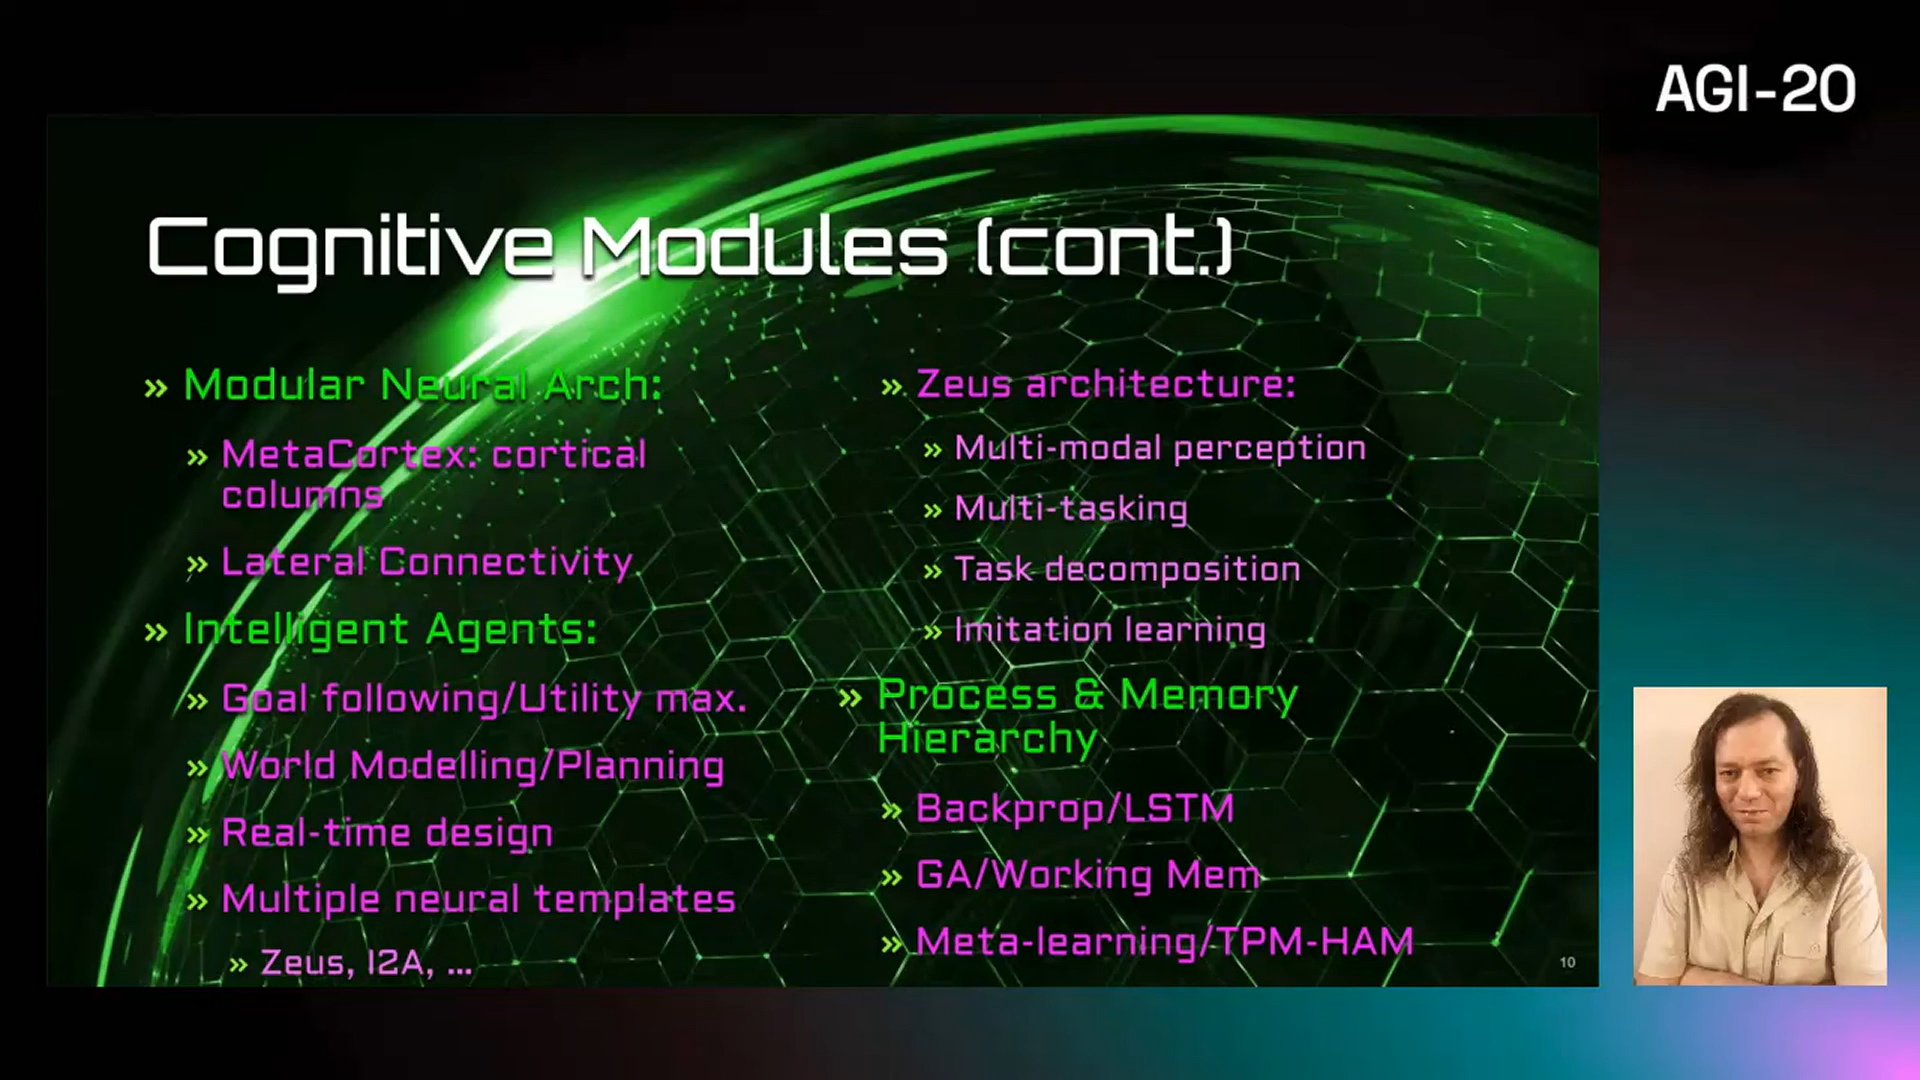 AGI-20
Cognitive Modules (cont.)
» Modular Neural Arch:
» MetaCortex: cortical
columns
» Lateral Connectivity
» Intelligent Agents:
» Goal following/Utility max.
» World Modelling/Planning
» Real-time design
» Multiple neural templates
» Zeus, I2A, ...
» Zeus architecture:
» Multi-modal perception
» Multi-tasking
» Task decomposition
» Imitation learning
» Process & Memory
Hierarchy
» Backprop/LSTM
» GA/Working Mem
» Meta-learning/TPM-HAM
10